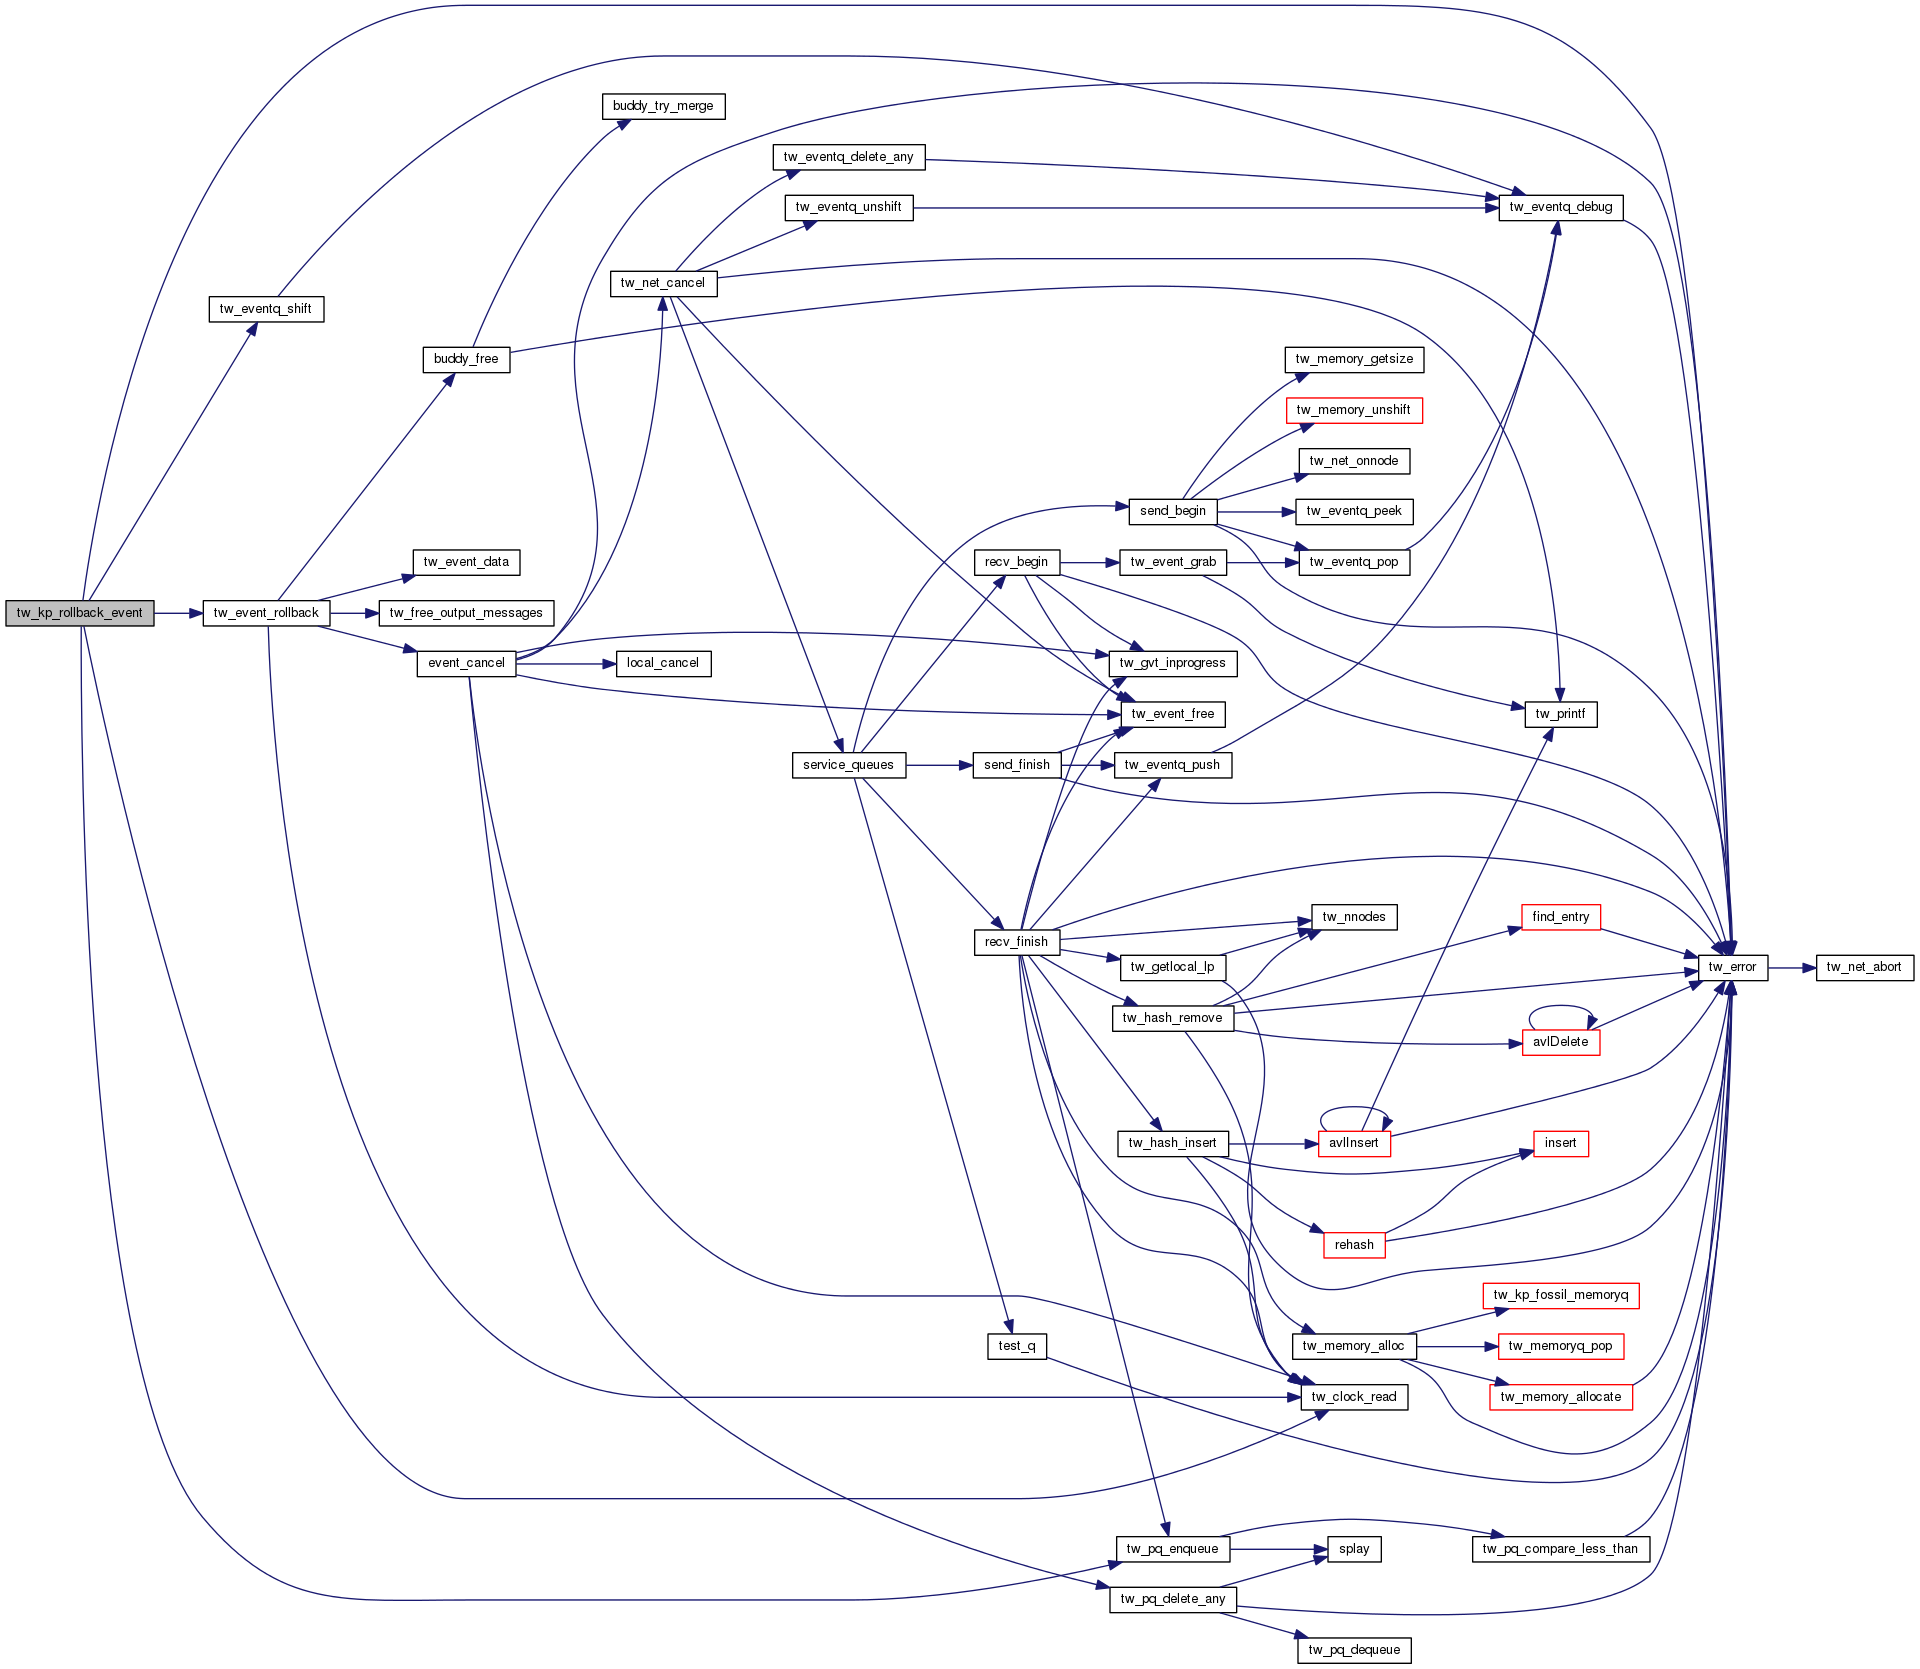 buddy_try_merge
tw_eventq_delete_any
tw_eventq_unshift
tw_eventq_debug
tw_net_cancel
tw_eventq_shift
buddy_free
tw_memory_getsize
tw_memory_unshift
tw_net_onnode
send_begin
tw_eventq_peek
tw_event_data
recv_begin
tw_event_grab
tw_eventq_pop
tw_kp_rollback_event
tw_event_rollback
tw_free_output_messages
event_cancel
local_cancel
tw_gvt_inprogress
tw_event_free
tw_printf
service_queues
send_finish
tw_eventq_push
tw_nnodes
find_entry
recv_finish
tw_getlocal_lp
tw_error
tw_net_abort
tw_hash_remove
avlDelete
tw_hash_insert
avlInsert
insert
rehash
tw_kp_fossil_memoryq
test_q
tw_memory_alloc
tw_memoryq_pop
tw_clock_read
tw_memory_allocate
tw_pq_enqueue
splay
tw_pq_compare_less_than
tw_pq_delete_any
tw_pq_dequeue